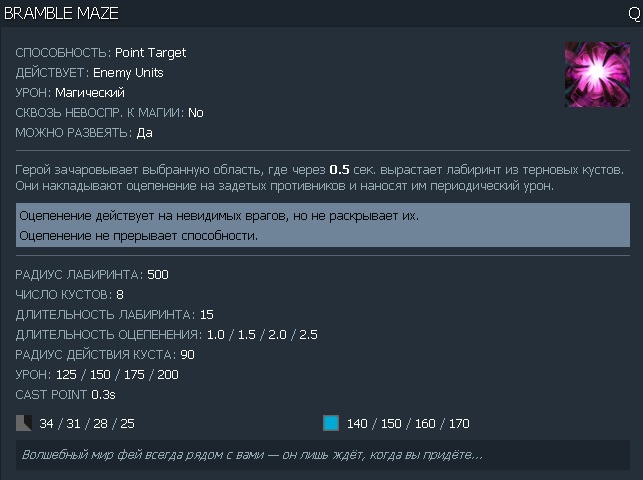 BRAMBLE MAZE Q
СПОСОБНОСТЬ: Point Target
ДЕЙСТВУЕТ: Enemy Units
УРОН: Магический
СКВОЗЬ НЕВОСПР. К МАГИИ: No
МОЖНО РАЗВЕЯТЬ: Да
Герой зачаровывает выбранную область, где через 0.5 сек. вырастает лабиринт из терновых кустов.
Они накладывают оцепенение на задетых противников и наносят им периодический урон.
Оцепенение действует на невидимых врагов, но не раскрывает их.
Оцепенение не прерывает способности.
РАДИУС ЛАБИРИНТА: 500
ЧИСЛО КУСТОВ: 8
ДЛИТЕЛЬНОСТЬ ЛАБИРИНТА: 15
ДЛИТЕЛЬНОСТЬ ОЦЕПЕНЕНИЯ: 1.0 / 1.5 / 2.0 / 2.5
РАДИУС ДЕЙСТВИЯ КУСТА: 90
УРОН: 125 / 150 / 175 / 200
CAST POINT 0.3s
34 / 31 / 28 / 25 140 / 150 / 160 / 170
Волшебный мир фей всегда рядом с вами — он лишь ждёт, когда вы придёте...